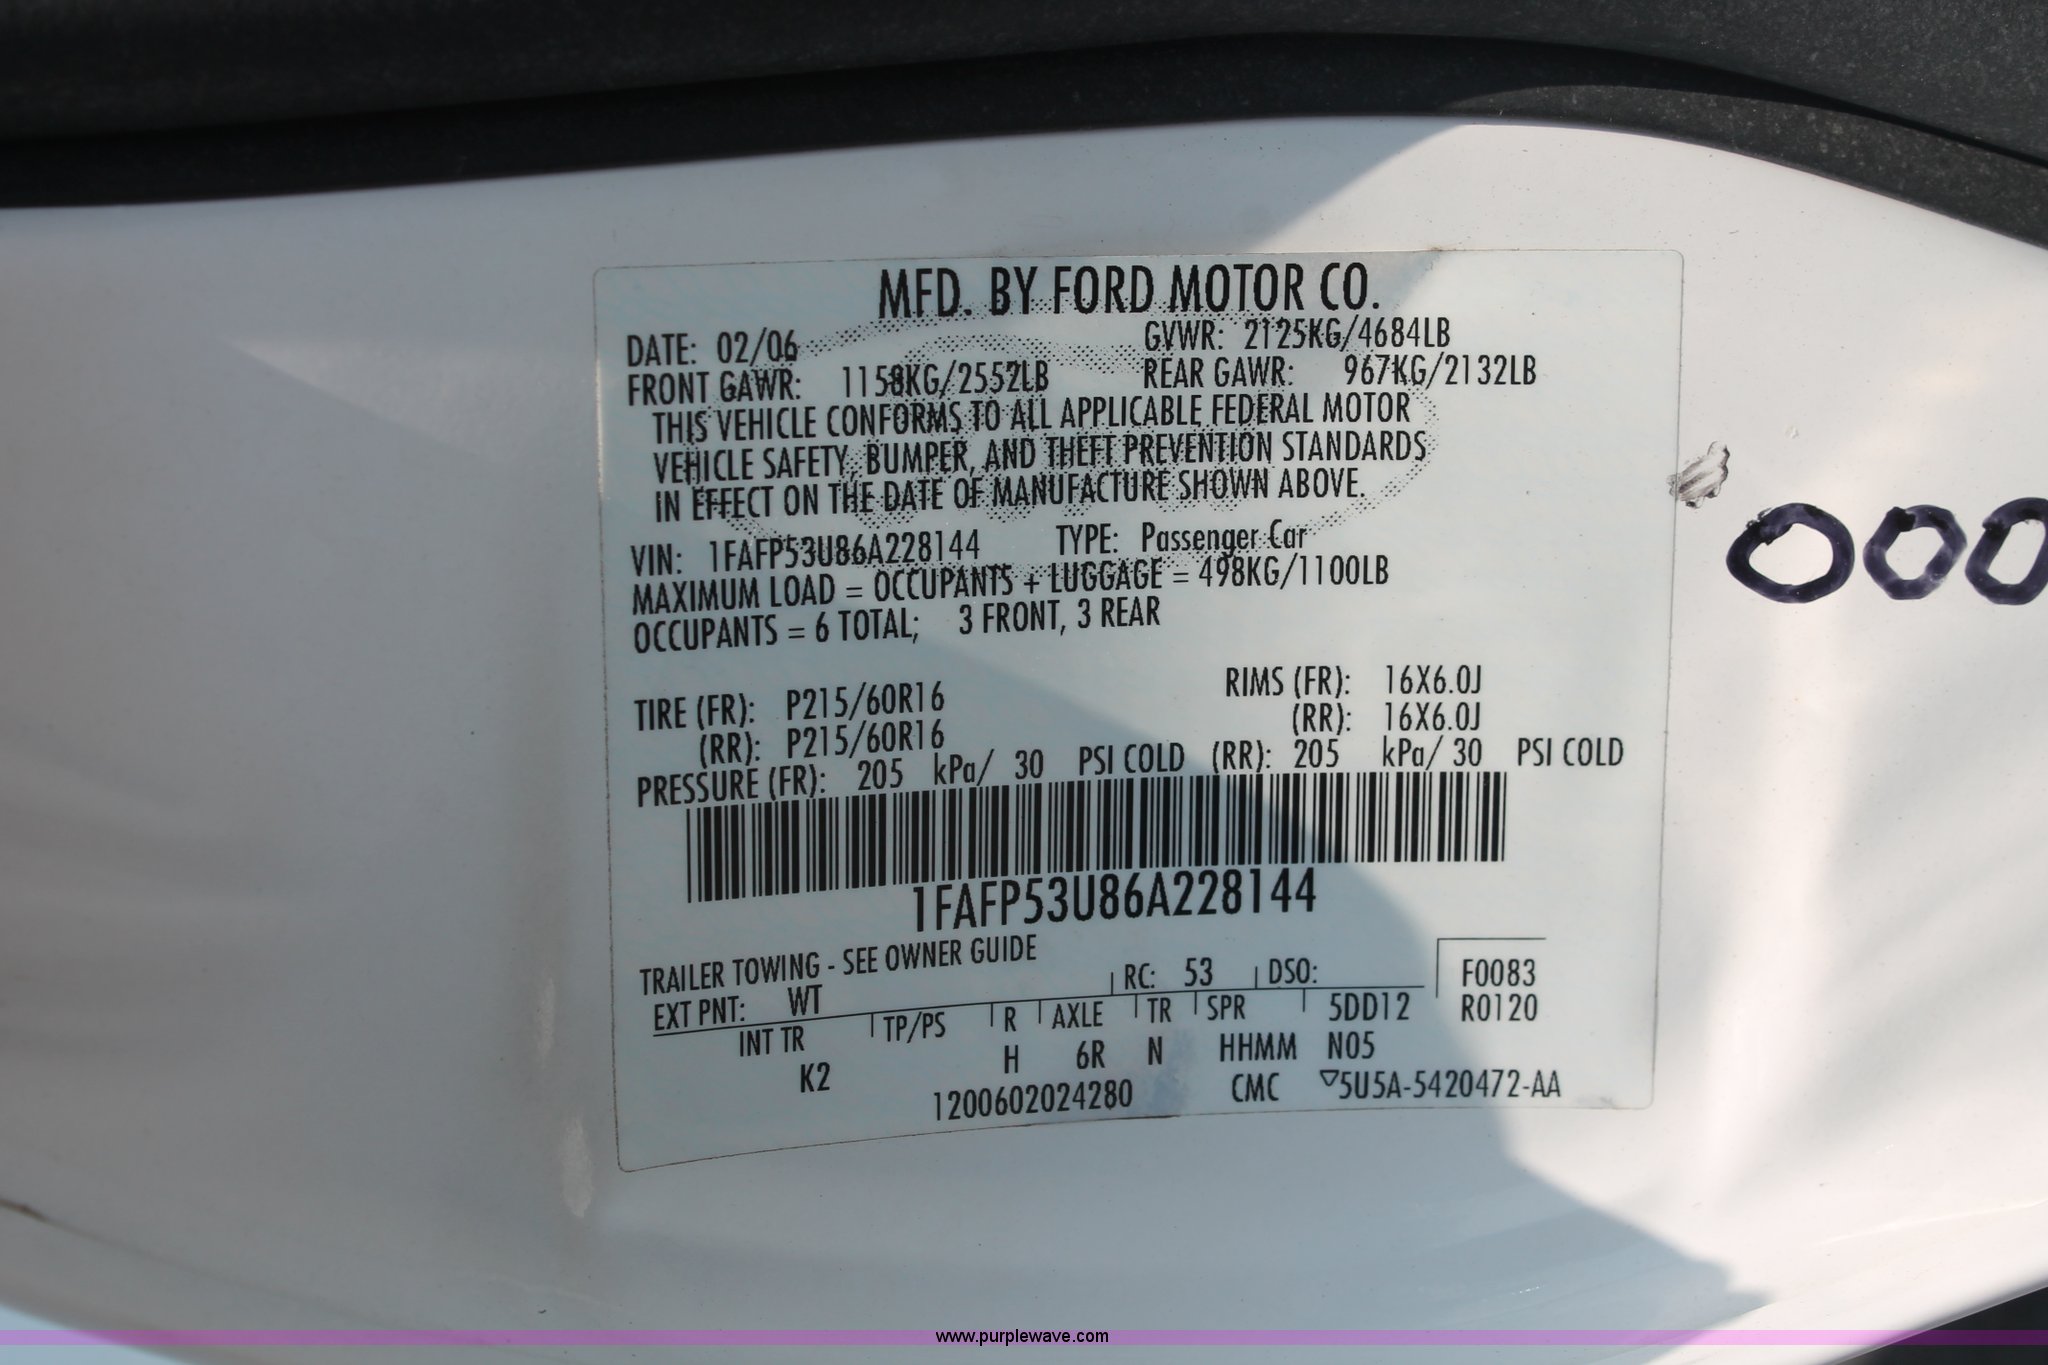 MFD. BY FORD MOTOR CO.
DATE: 02/06 GVWR: 2125KG/4684LB
FRONT GAWR: 1158KG/2552LB REAR GAWR: 967KG/2132LB
THIS VEHICLE CONFORMS TO ALL APPLICABLE FEDERAL MOTOR
VEHICLE SAFETY, BUMPER, AND THEFT PREVENTION STANDARDS
IN EFFECT ON THE DATE OF MANUFACTURE SHOWN ABOVE.
VIN: 1FAFP53U86A228144 TYPE: Passenger Car
MAXIMUM LOAD = OCCUPANTS + LUGGAGE = 498KG/1100LB
OCCUPANTS = 6 TOTAL; 3 FRONT, 3 REAR
TIRE (FR): P215/60R16 RIMS (FR): 16X6.0J
(RR): P215/60R16 (RR): 16X6.0J
PRESSURE (FR): 205 kPa/ 30 PSI COLD (RR): 205 kPa/ 30 PSI COLD
1FAFP53U86A228144
TRAILER TOWING - SEE OWNER GUIDE
EXT PNT: WT RC: 53 DSO: F0083
INT TR TP/PS R AXLE TR SPR 5DD12 R0120
K2 H 6R N HHMM N05
1200602024280 CMC ▽5U5A-5420472-AA
000
www.purplewave.com